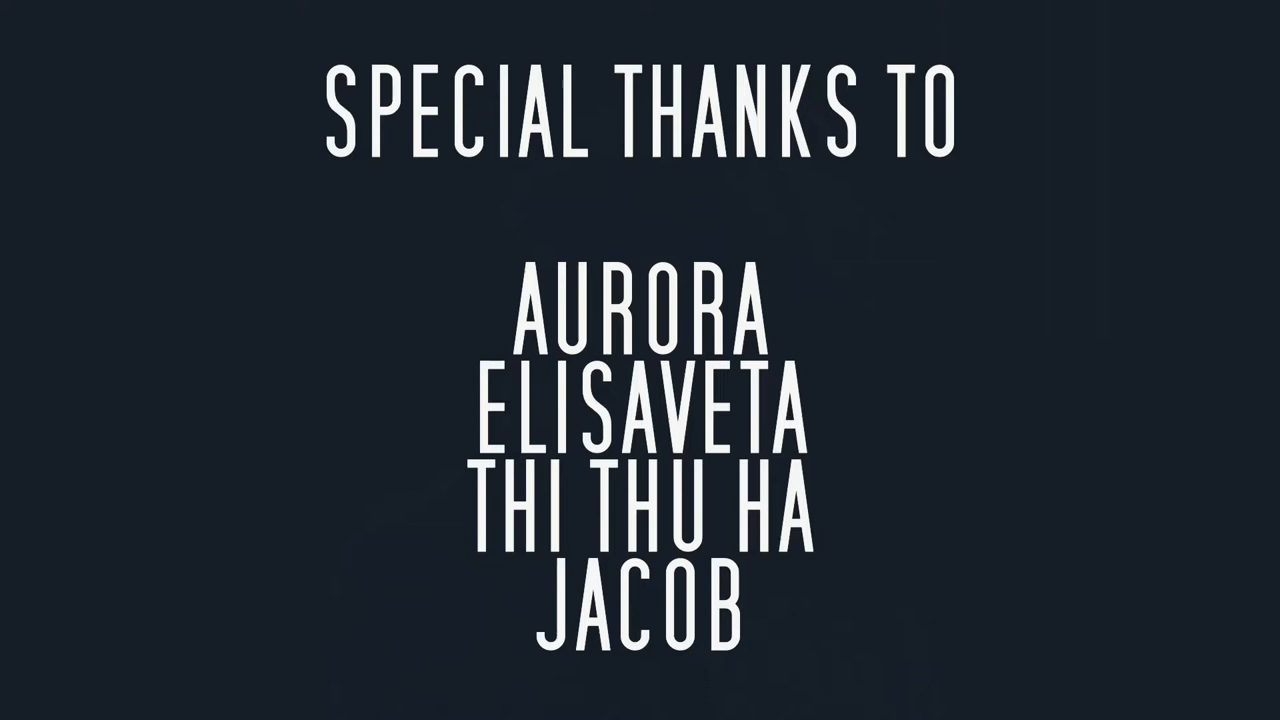 SPECIAL THANKS TO
AURORA
ELISAVETA
THI THU HA
JACOB